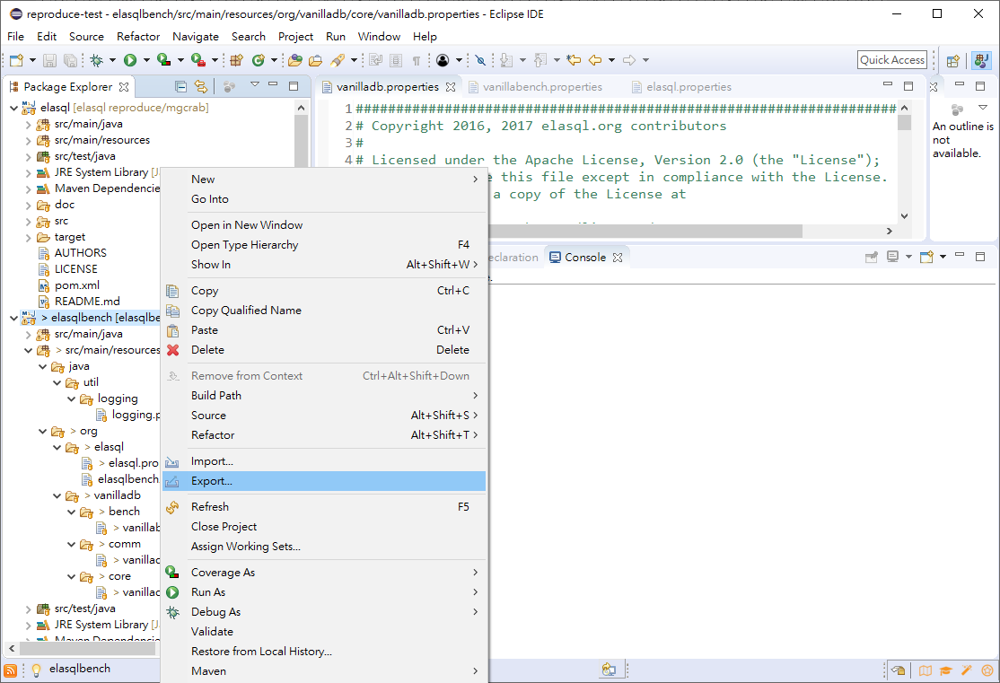 reproduce-test - elasqlbench/src/main/resources/org/vanilladb/core/vanilladb.properties - Eclipse IDE
File Edit Source Refactor Navigate Search Project Run Window Help
Quick Access
Package Explorer
elasql [elasql reproduce/mgcrab]
src/main/java
src/main/resources
src/test/java
JRE System Library [J
Maven Dependencie
doc
src
target
AUTHORS
LICENSE
pom.xml
README.md
> elasqlbench [elasqlbe
src/main/java
> src/main/resources
java
util
logging
logging.p
> org
> elasql
> elasql.pro
elasqlbench.
> vanilladb
> bench
> vanillab
> comm
> vanillac
> core
> vanillac
src/test/java
JRE System Library [J
Maven Dependencie
elasqlbench
vanilladb.properties
vanillabench.properties
elasql.properties
1 ###################################################################
2 # Copyright 2016, 2017 elasql.org contributors
3 #
4 # Licensed under the Apache License, Version 2.0 (the "License");
e this file except in compliance with the License.
a copy of the License at
An outline is
not
available.
eclaration
Console
New
Go Into
Open in New Window
Open Type Hierarchy F4
Show In Alt+Shift+W >
Copy Ctrl+C
Copy Qualified Name
Paste Ctrl+V
Delete Delete
Remove from Context Ctrl+Alt+Shift+Down
Build Path
Source Alt+Shift+S >
Refactor Alt+Shift+T >
Import...
Export...
Refresh F5
Close Project
Assign Working Sets...
Coverage As
Run As
Debug As
Validate
Restore from Local History...
Maven